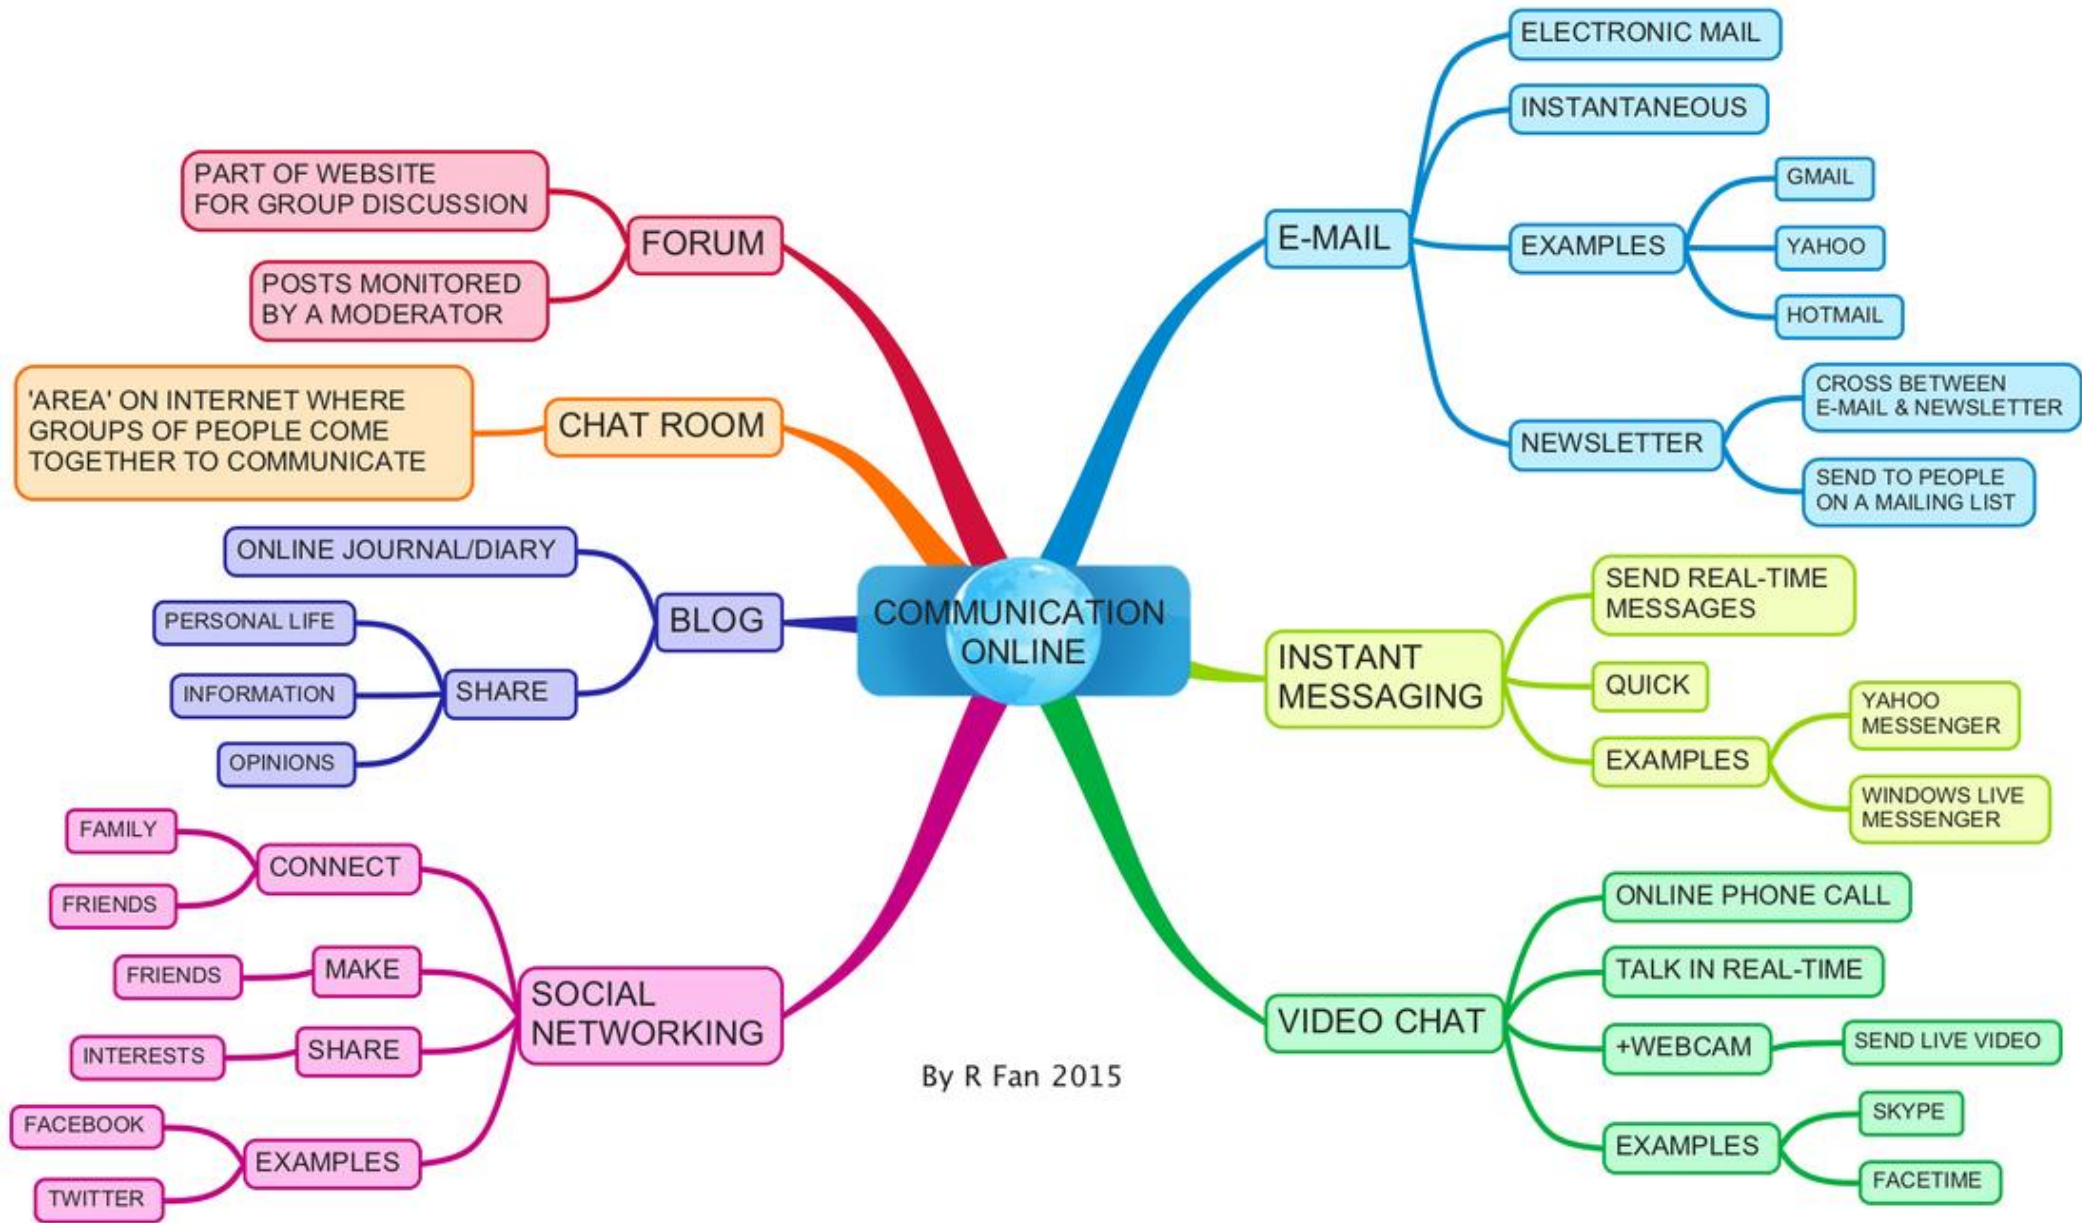 COMMUNICATION
ONLINE
E-MAIL
ELECTRONIC MAIL
INSTANTANEOUS
EXAMPLES
GMAIL
YAHOO
HOTMAIL
NEWSLETTER
CROSS BETWEEN
E-MAIL & NEWSLETTER
SEND TO PEOPLE
ON A MAILING LIST
INSTANT
MESSAGING
SEND REAL-TIME
MESSAGES
QUICK
EXAMPLES
YAHOO
MESSENGER
WINDOWS LIVE
MESSENGER
VIDEO CHAT
ONLINE PHONE CALL
TALK IN REAL-TIME
+WEBCAM
SEND LIVE VIDEO
EXAMPLES
SKYPE
FACETIME
FORUM
PART OF WEBSITE
FOR GROUP DISCUSSION
POSTS MONITORED
BY A MODERATOR
CHAT ROOM
'AREA' ON INTERNET WHERE
GROUPS OF PEOPLE COME
TOGETHER TO COMMUNICATE
BLOG
ONLINE JOURNAL/DIARY
SHARE
PERSONAL LIFE
INFORMATION
OPINIONS
SOCIAL
NETWORKING
CONNECT
FAMILY
FRIENDS
MAKE
FRIENDS
SHARE
INTERESTS
EXAMPLES
FACEBOOK
TWITTER
By R Fan 2015